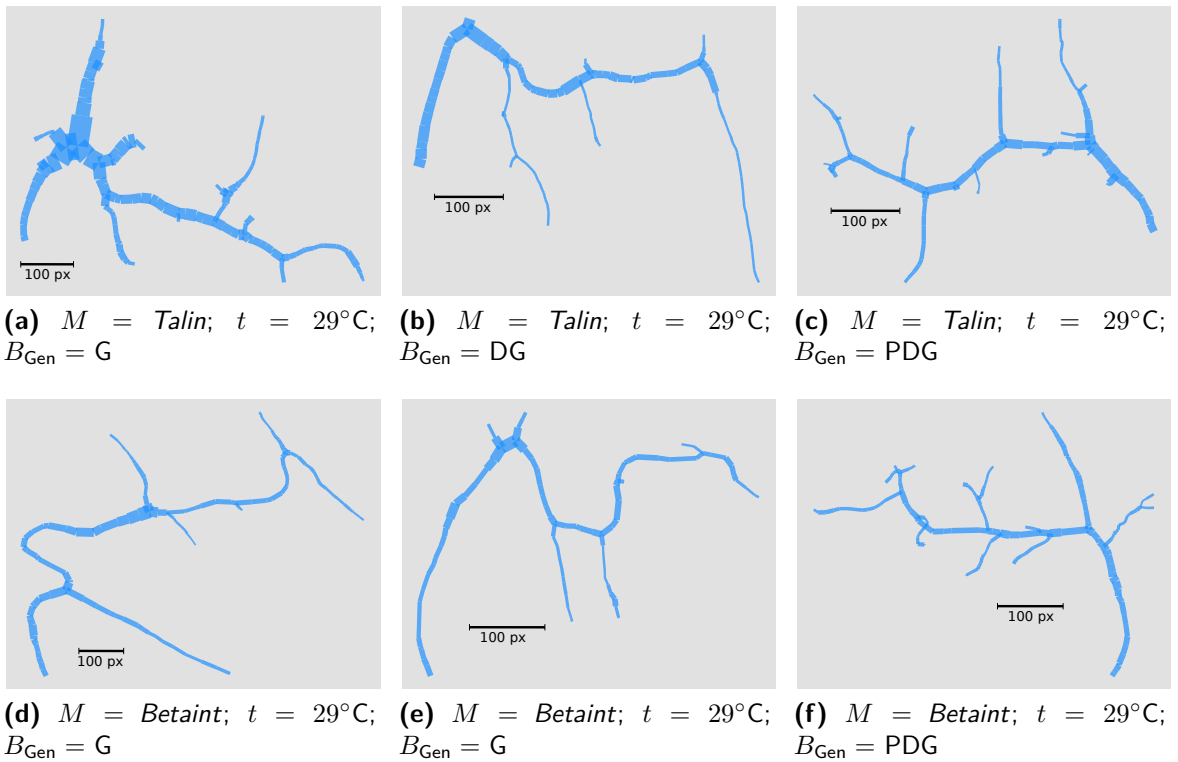 100 px
100 px
100 px
(a) M = Talin; t = 29°C;
B_Gen = G
(b) M = Talin; t = 29°C;
B_Gen = DG
(c) M = Talin; t = 29°C;
B_Gen = PDG
100 px
100 px
100 px
(d) M = Betaint; t = 29°C;
B_Gen = G
(e) M = Betaint; t = 29°C;
B_Gen = G
(f) M = Betaint; t = 29°C;
B_Gen = PDG